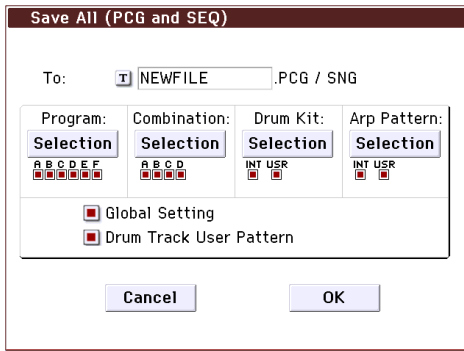 Save All (PCG and SEQ)
To: T NEWFILE .PCG / SNG
Program: Combination: Drum Kit: Arp Pattern:
Selection Selection Selection Selection
A B C D E F A B C D INT USR INT USR
Global Setting
Drum Track User Pattern
Cancel OK